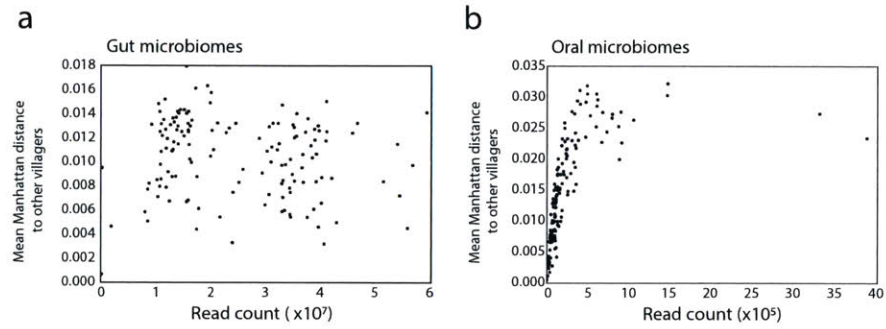 a
Gut microbiomes
Mean Manhattan distance
to other villagers
0.018
0.016
0.014
0.012
0.010
0.008
0.006
0.004
0.002
0.000
0 1 2 3 4 5 6
Read count ( x10⁷)
b
Oral microbiomes
Mean Manhattan distance
to other villagers
0.035
0.030
0.025
0.020
0.015
0.010
0.005
0.000
0 5 10 15 20 25 30 35 40
Read count (x10⁵)